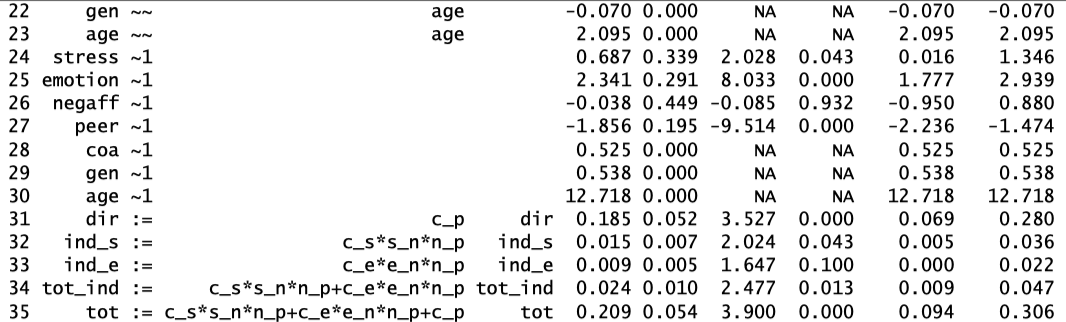 22 gen ~~ age -0.070 0.000 NA NA -0.070 -0.070
23 age ~~ age 2.095 0.000 NA NA 2.095 2.095
24 stress ~1 0.687 0.339 2.028 0.043 0.016 1.346
25 emotion ~1 2.341 0.291 8.033 0.000 1.777 2.939
26 negaff ~1 -0.038 0.449 -0.085 0.932 -0.950 0.880
27 peer ~1 -1.856 0.195 -9.514 0.000 -2.236 -1.474
28 coa ~1 0.525 0.000 NA NA 0.525 0.525
29 gen ~1 0.538 0.000 NA NA 0.538 0.538
30 age ~1 12.718 0.000 NA NA 12.718 12.718
31 dir := c_p dir 0.185 0.052 3.527 0.000 0.069 0.280
32 ind_s := c_s*s_n*n_p ind_s 0.015 0.007 2.024 0.043 0.005 0.036
33 ind_e := c_e*e_n*n_p ind_e 0.009 0.005 1.647 0.100 0.000 0.022
34 tot_ind := c_s*s_n*n_p+c_e*e_n*n_p tot_ind 0.024 0.010 2.477 0.013 0.009 0.047
35 tot := c_s*s_n*n_p+c_e*e_n*n_p+c_p tot 0.209 0.054 3.900 0.000 0.094 0.306